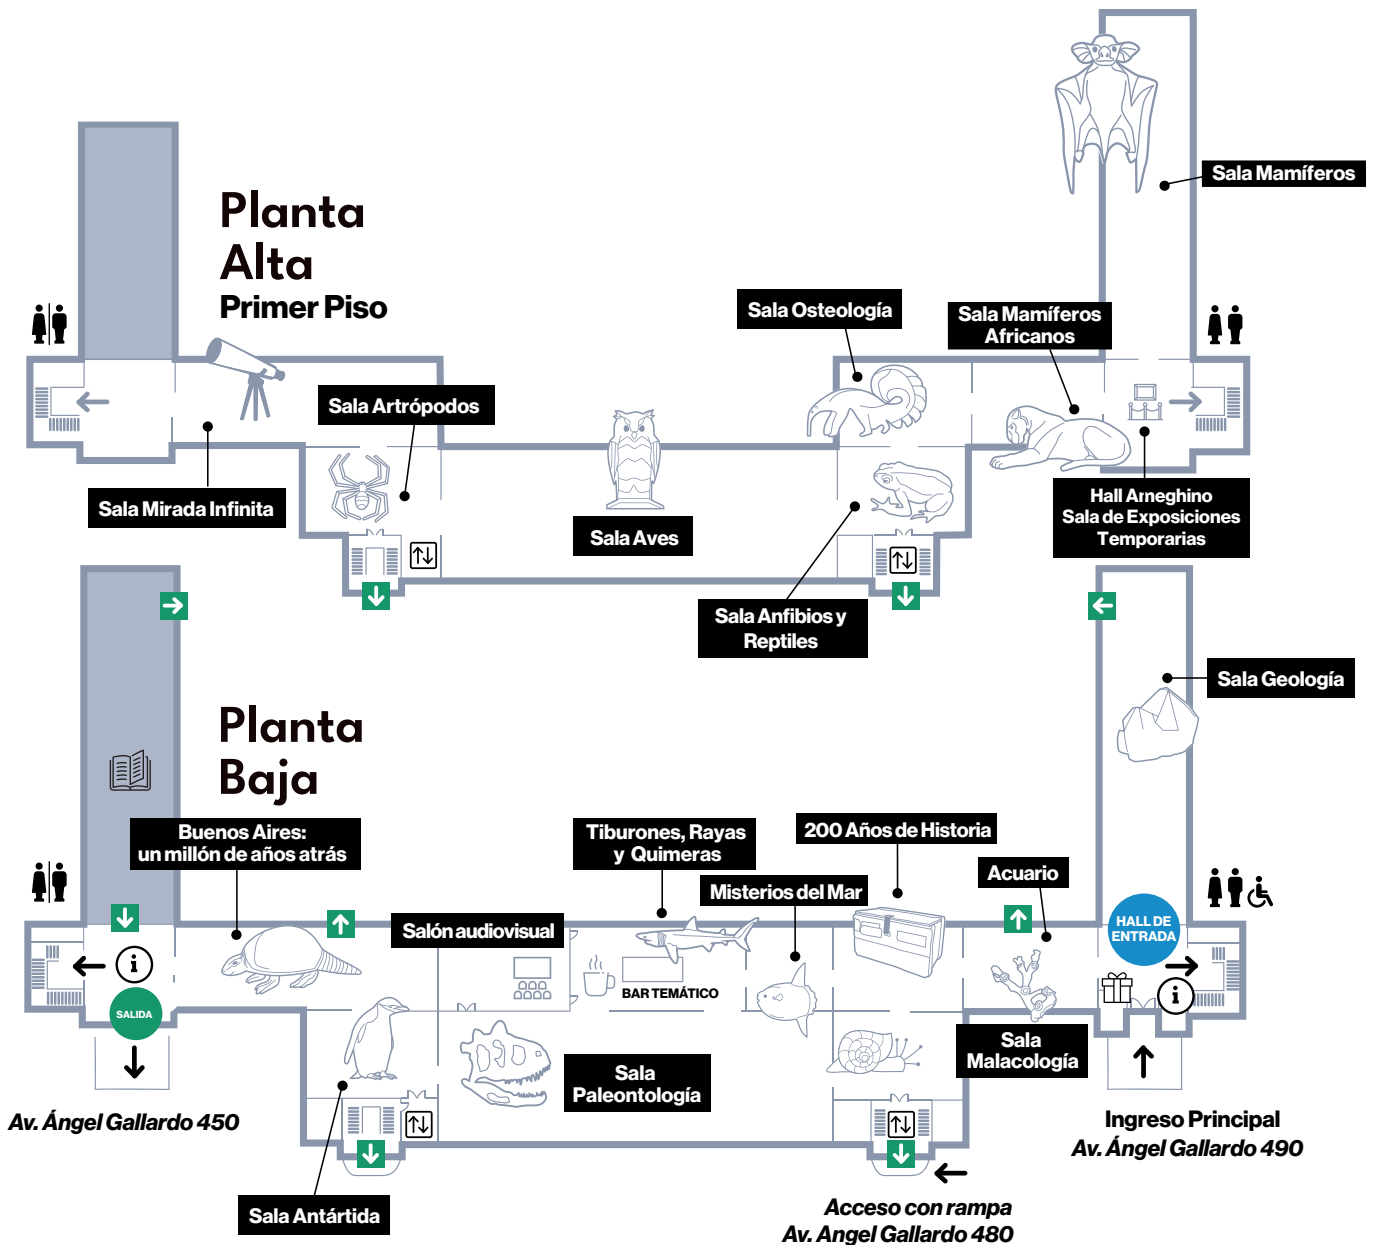 Planta
Alta
Primer Piso
Sala Mamíferos
Sala Osteología
Sala Mamíferos
Africanos
Sala Artrópodos
Sala Mirada Infinita
Sala Aves
Hall Ameghino
Sala de Exposiciones
Temporarias
Sala Anfibios y
Reptiles
Planta
Baja
Sala Geología
Buenos Aires:
un millón de años atrás
Tiburones, Rayas
y Quimeras
200 Años de Historia
Misterios del Mar
Acuario
Salón audiovisual
HALL DE
ENTRADA
i
SALIDA
BAR TEMÁTICO
i
Sala
Malacología
Sala
Paleontología
Av. Ángel Gallardo 450
Ingreso Principal
Av. Ángel Gallardo 490
Sala Antártida
Acceso con rampa
Av. Angel Gallardo 480